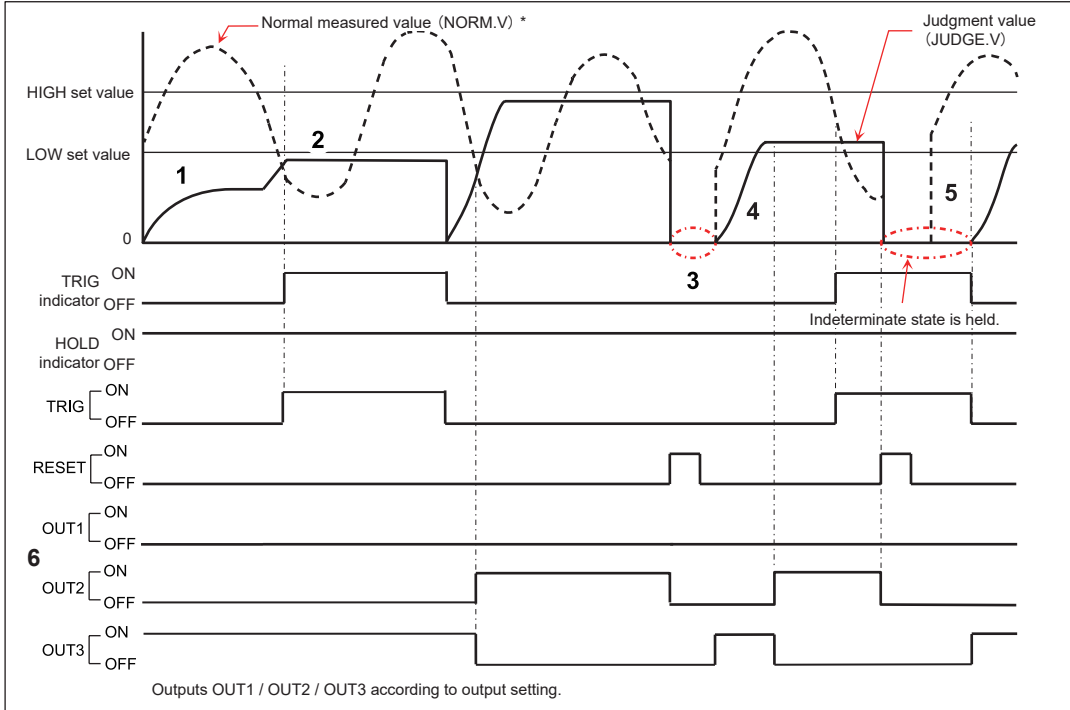 Normal measured value (NORM.V) *
Judgment value
(JUDGE.V)
HIGH set value
LOW set value
1
2
4
5
0
3
TRIG
indicator
ON
OFF
Indeterminate state is held.
HOLD
indicator
ON
OFF
TRIG
ON
OFF
RESET
ON
OFF
OUT1
ON
OFF
6
OUT2
ON
OFF
OUT3
ON
OFF
Outputs OUT1 / OUT2 / OUT3 according to output setting.